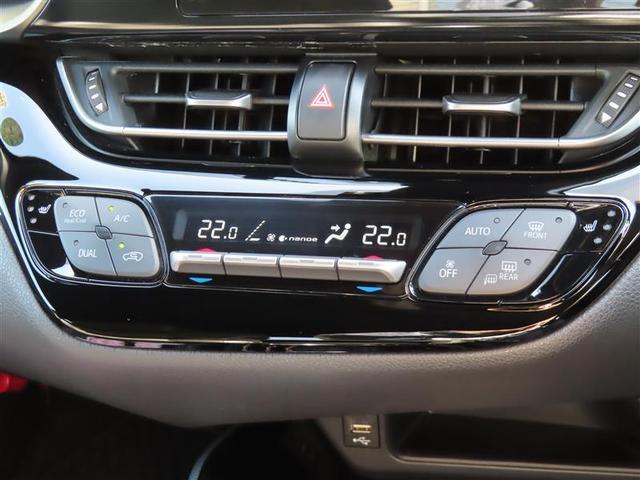 ECO
Heat/Cool
A/C
DUAL
22.0
nanoe
22.0
AUTO
FRONT
OFF
REAR